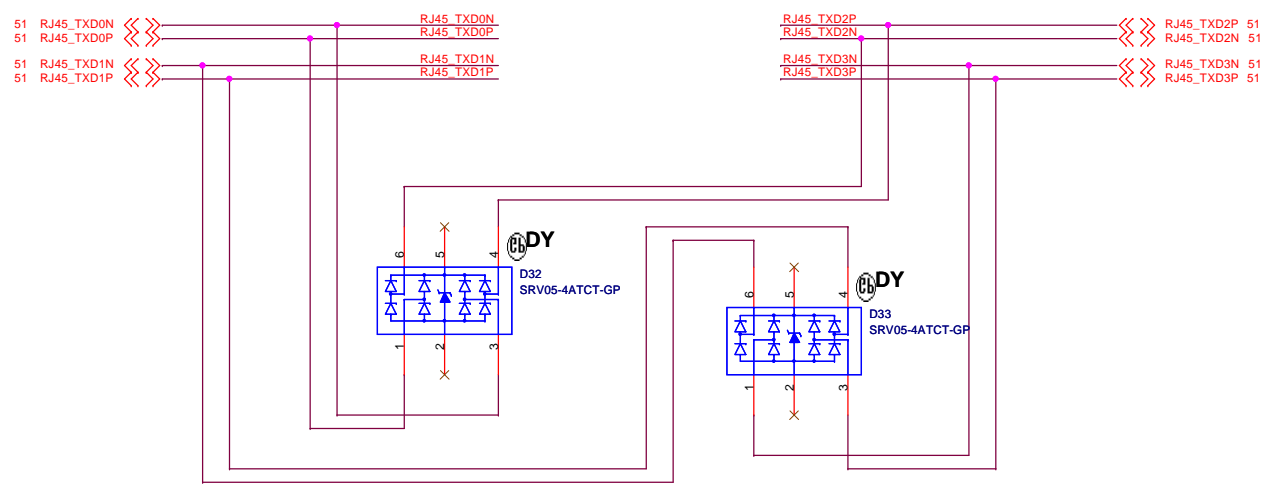 51 RJ45_TXD0N RJ45_TXD0N RJ45_TXD2P RJ45_TXD2P 51
51 RJ45_TXD0P RJ45_TXD0P RJ45_TXD2N RJ45_TXD2N 51
51 RJ45_TXD1N RJ45_TXD1N RJ45_TXD3N RJ45_TXD3N 51
51 RJ45_TXD1P RJ45_TXD1P RJ45_TXD3P RJ45_TXD3P 51
DY
6 5 4
D32
SRV05-4ATCT-GP
1 2 3
DY
6 5 4
D33
SRV05-4ATCT-GP
1 2 3